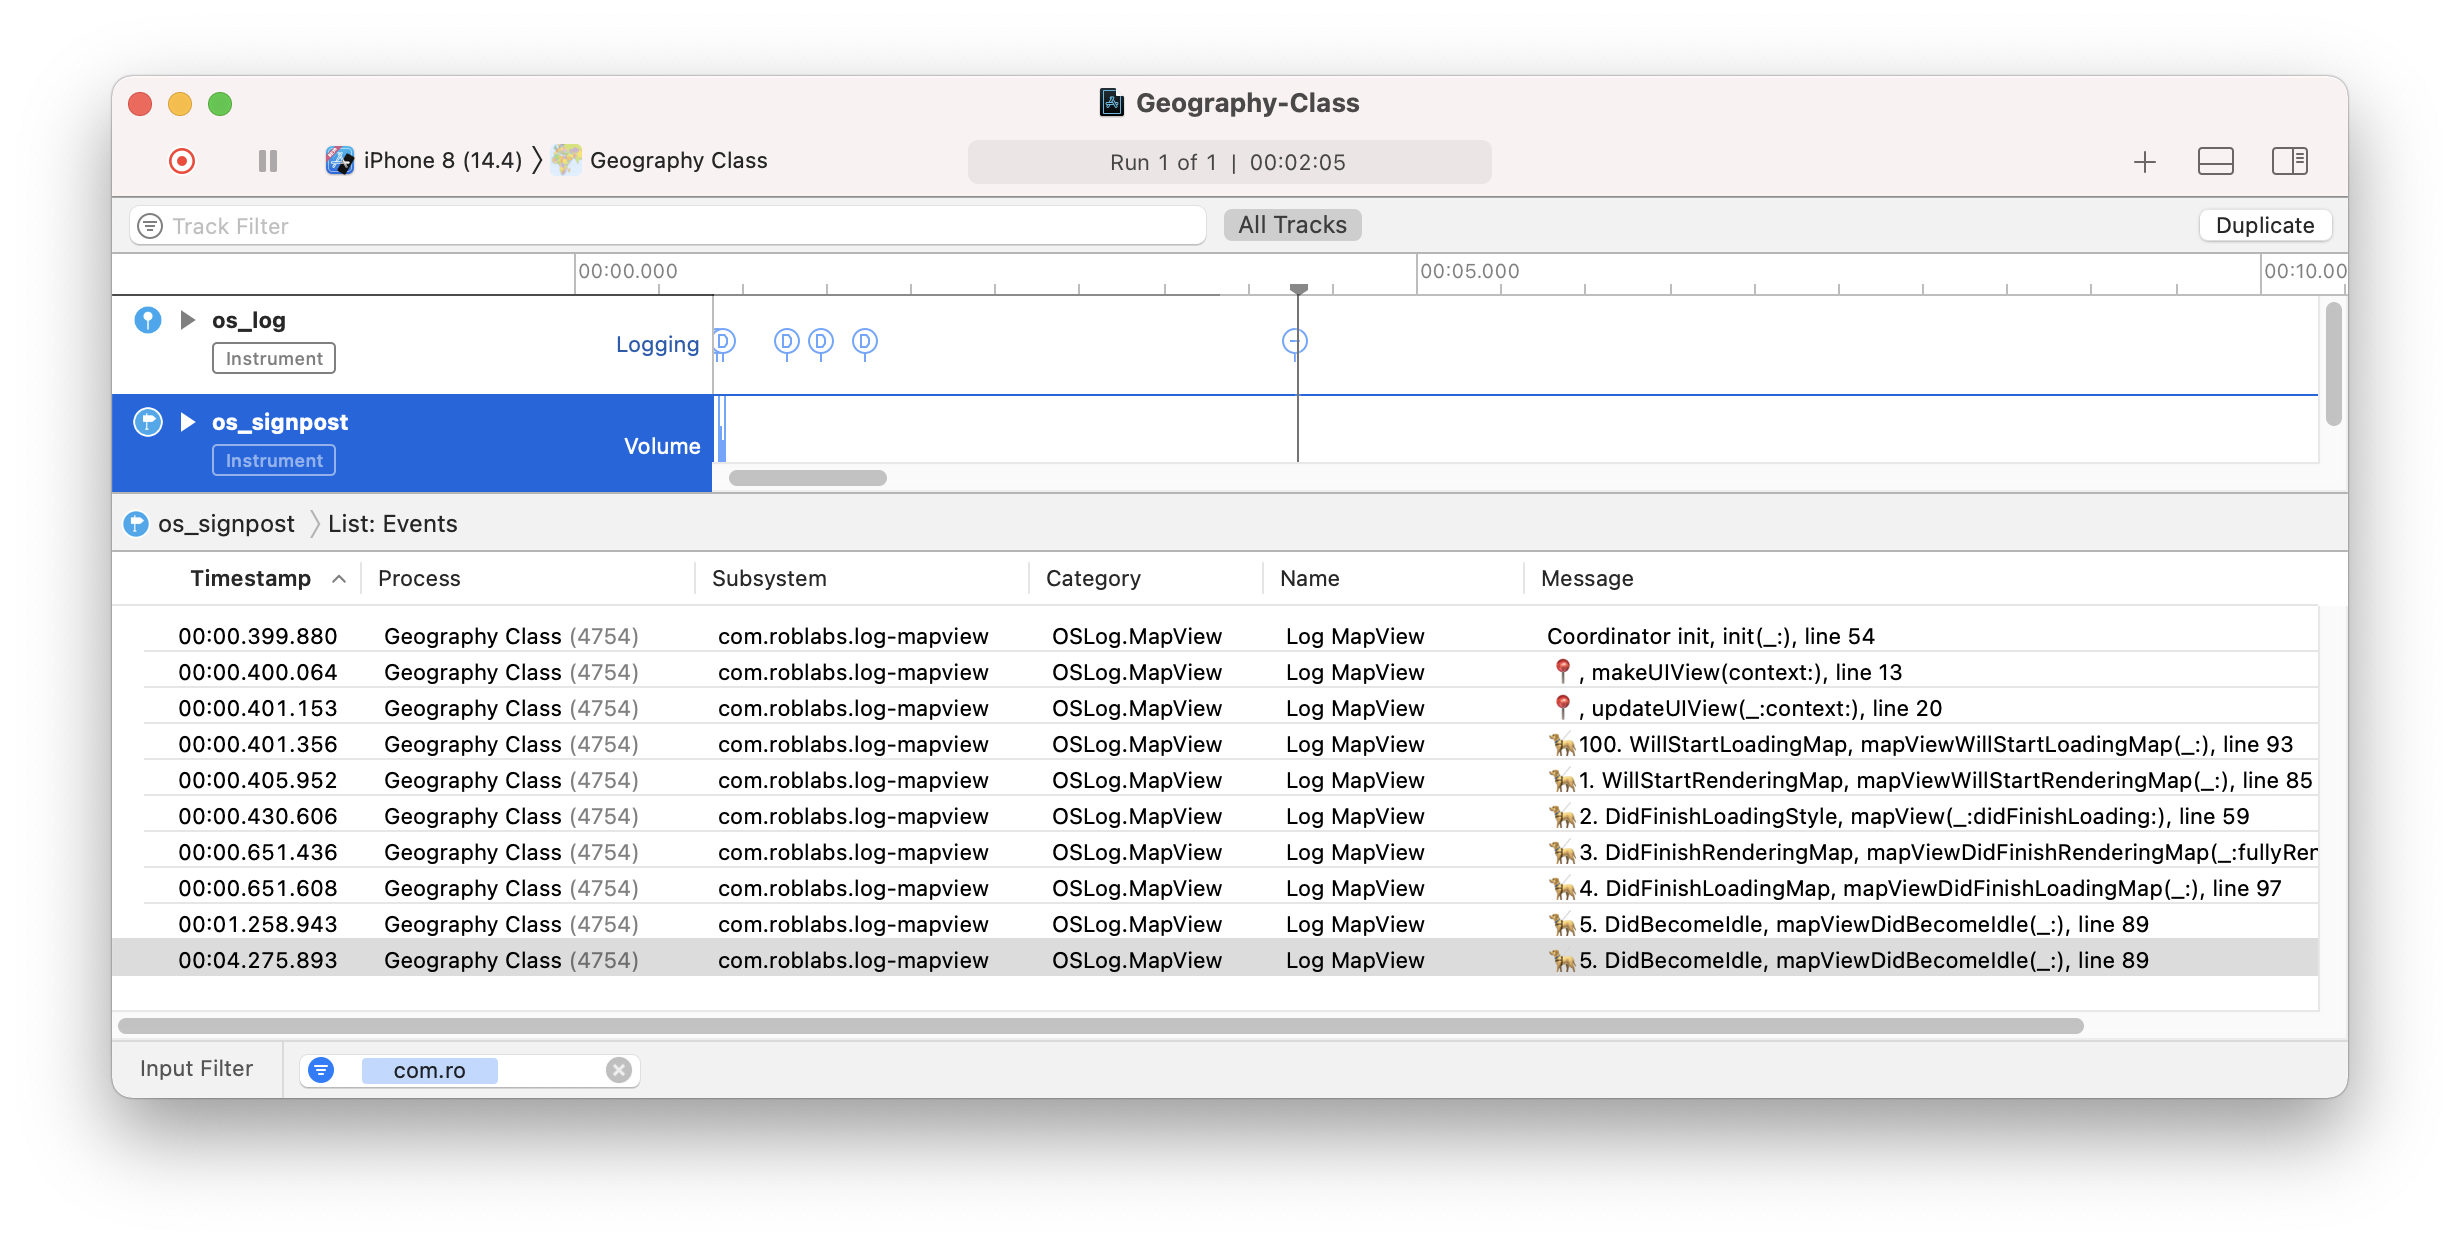 Geography-Class
iPhone 8 (14.4) 〉 Geography Class
Run 1 of 1 | 00:02:05
Track Filter
All Tracks
Duplicate
00:00.000
00:05.000
00:10.00
os_log
Instrument
Logging
D D D D
os_signpost
Instrument
Volume
os_signpost 〉 List: Events
Timestamp Process Subsystem Category Name Message
00:00.399.880 Geography Class (4754) com.roblabs.log-mapview OSLog.MapView Log MapView Coordinator init, init(_:), line 54
00:00.400.064 Geography Class (4754) com.roblabs.log-mapview OSLog.MapView Log MapView 📍, makeUIView(context:), line 13
00:00.401.153 Geography Class (4754) com.roblabs.log-mapview OSLog.MapView Log MapView 📍, updateUIView(_:context:), line 20
00:00.401.356 Geography Class (4754) com.roblabs.log-mapview OSLog.MapView Log MapView 🦮100. WillStartLoadingMap, mapViewWillStartLoadingMap(_:), line 93
00:00.405.952 Geography Class (4754) com.roblabs.log-mapview OSLog.MapView Log MapView 🦮1. WillStartRenderingMap, mapViewWillStartRenderingMap(_:), line 85
00:00.430.606 Geography Class (4754) com.roblabs.log-mapview OSLog.MapView Log MapView 🦮2. DidFinishLoadingStyle, mapView(_:didFinishLoading:), line 59
00:00.651.436 Geography Class (4754) com.roblabs.log-mapview OSLog.MapView Log MapView 🦮3. DidFinishRenderingMap, mapViewDidFinishRenderingMap(_:fullyRen
00:00.651.608 Geography Class (4754) com.roblabs.log-mapview OSLog.MapView Log MapView 🦮4. DidFinishLoadingMap, mapViewDidFinishLoadingMap(_:), line 97
00:01.258.943 Geography Class (4754) com.roblabs.log-mapview OSLog.MapView Log MapView 🦮5. DidBecomeIdle, mapViewDidBecomeIdle(_:), line 89
00:04.275.893 Geography Class (4754) com.roblabs.log-mapview OSLog.MapView Log MapView 🦮5. DidBecomeIdle, mapViewDidBecomeIdle(_:), line 89
Input Filter
com.ro